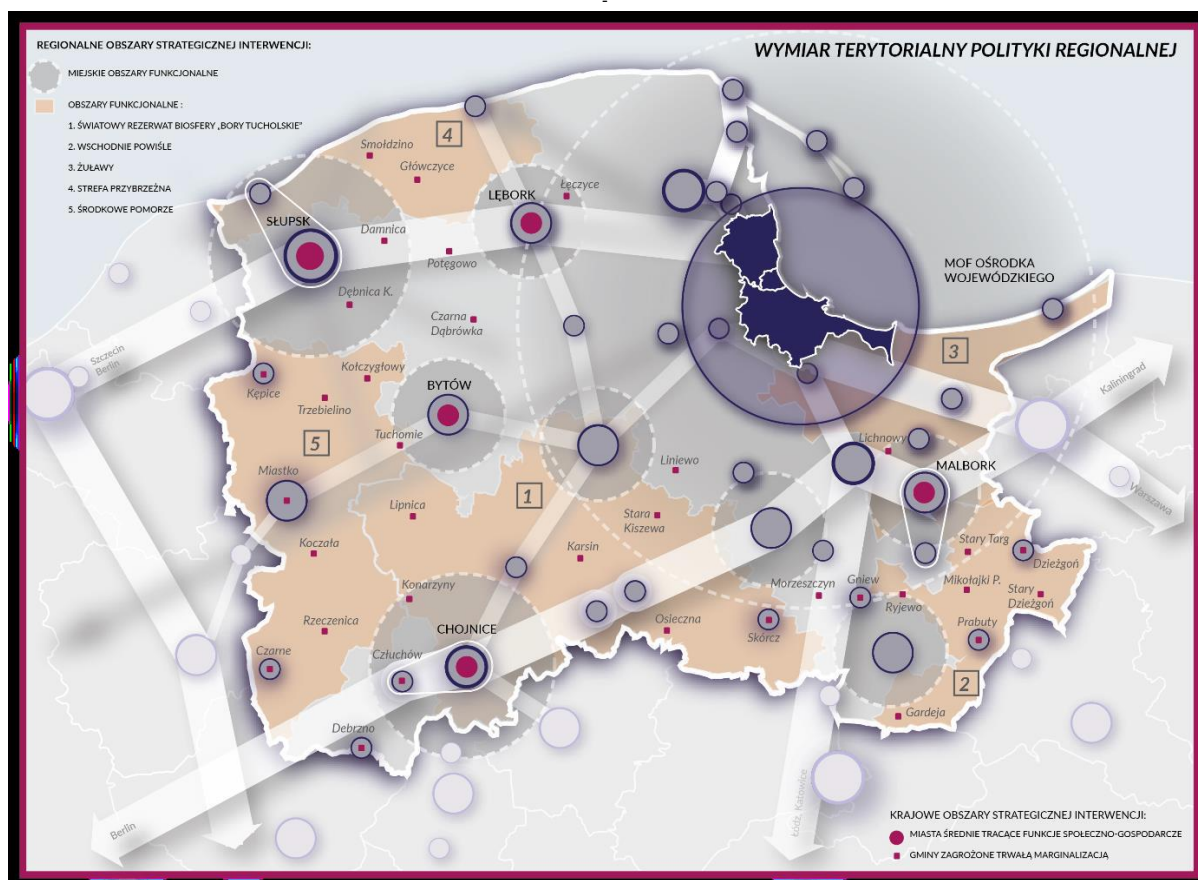 WYMIAR TERYTORIALNY POLITYKI REGIONALNEJ
REGIONALNE OBSZARY STRATEGICZNEJ INTERWENCJI:
MIEJSKIE OBSZARY FUNKCJONALNE
OBSZARY FUNKCJONALNE :
1. ŚWIATOWY REZERWAT BIOSFERY „BORY TUCHOLSKIE"
2. WSCHODNIE POWIŚLE
3. ŻUŁAWY
4. STREFA PRZYBRZEŻNA
5. ŚRODKOWE POMORZE
4
Smołdzino
Główczyce
LĘBORK
Łęczyce
SŁUPSK
Damnica
Potęgowo
MOF OŚRODKA
WOJEWÓDZKIEGO
Dębnica K.
Czarna
Dąbrówka
Szczecin
Berlin
3
Kaliningrad
Kępice
Kołczygłowy
Trzebielino
BYTÓW
Tuchomie
5
Lichnowy
Miastko
Liniewo
MALBORK
Warszawa
1
Lipnica
Stara
Kiszewa
Koczała
Karsin
Stary Targ
Dzieżgoń
Konarzyny
Morzeszczyn
Gniew
Mikołajki P.
Stary
Dzieżgoń
Ryjewo
Rzeczenica
CHOJNICE
Osieczna
Skórcz
Prabuty
Czarne
Człuchów
2
Gardeja
Debrzno
Berlin
Łódź, Katowice
KRAJOWE OBSZARY STRATEGICZNEJ INTERWENCJI:
MIASTA ŚREDNIE TRACĄCE FUNKCJE SPOŁECZNO-GOSPODARCZE
GMINY ZAGROŻONE TRWAŁĄ MARGINALIZACJĄ